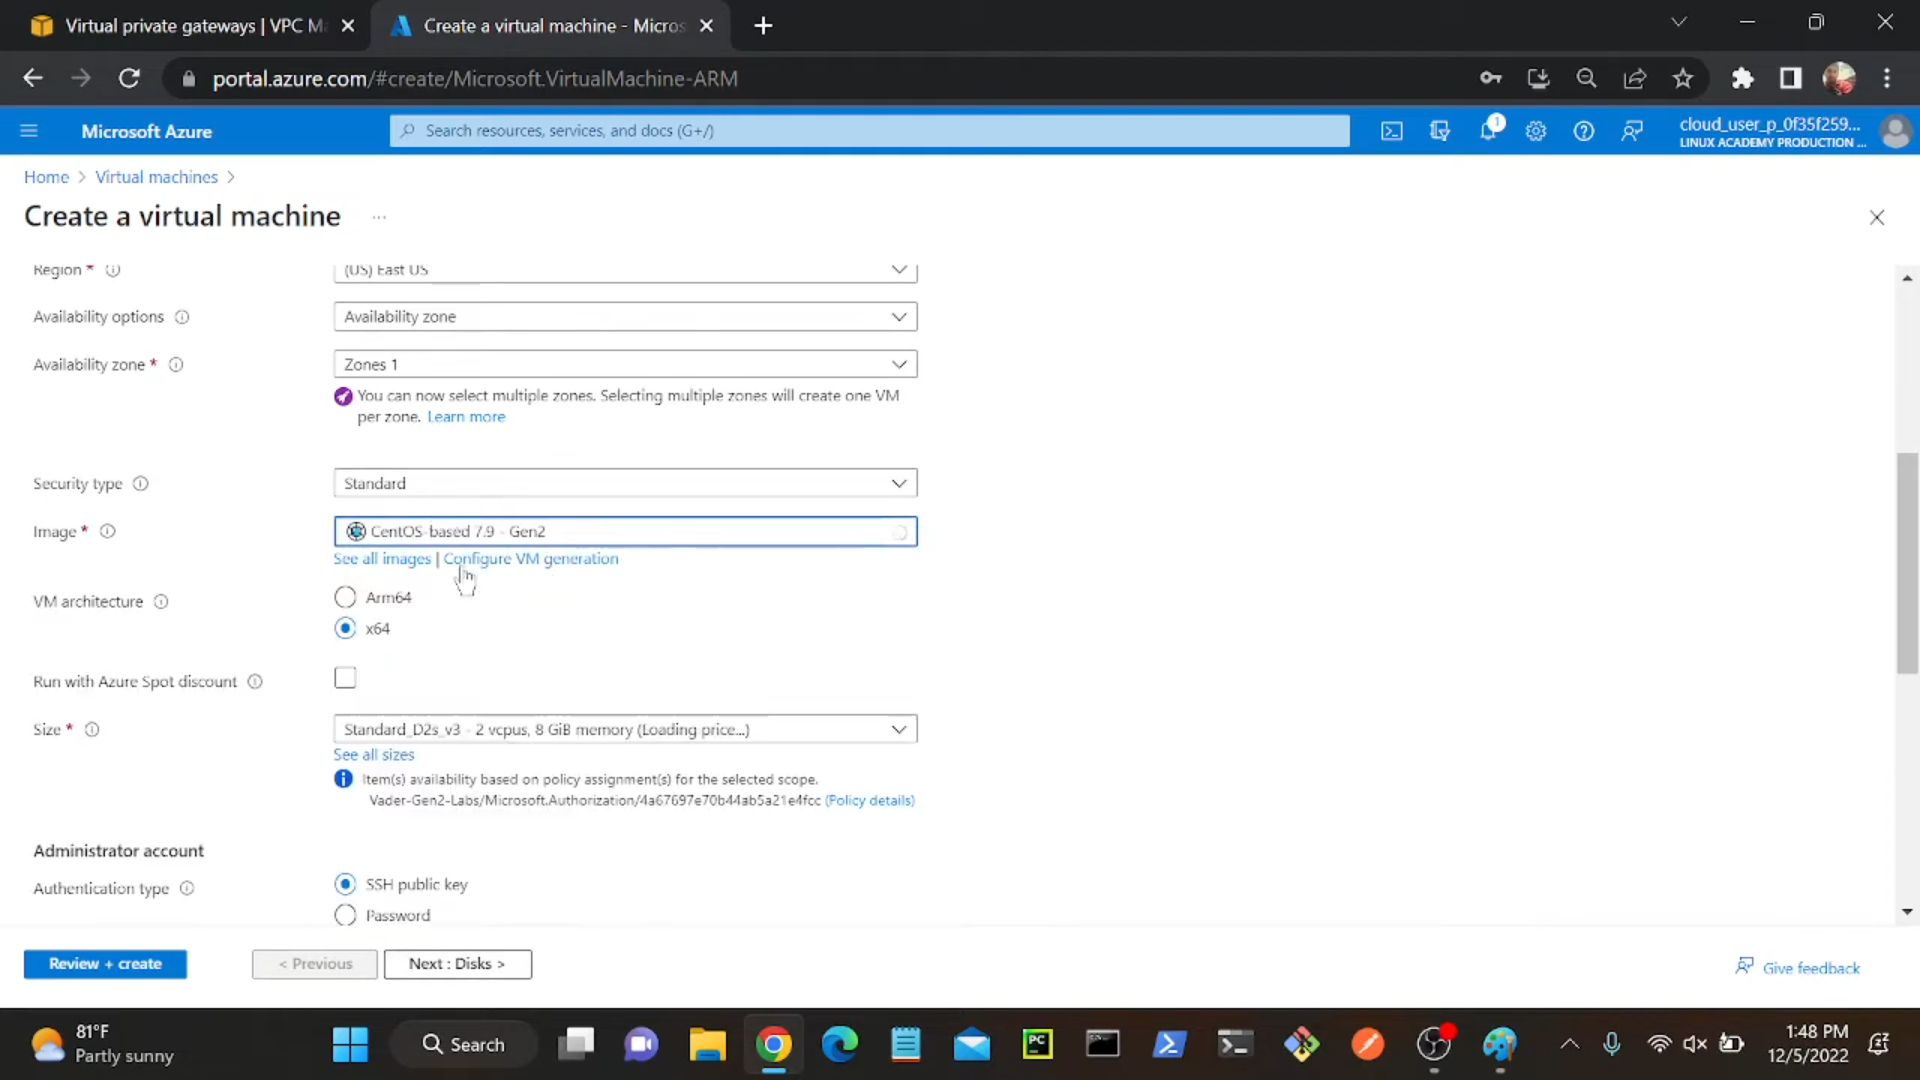 Virtual private gateways | VPC Ma
Create a virtual machine - Micros
portal.azure.com/#create/Microsoft.VirtualMachine-ARM
Microsoft Azure
Search resources, services, and docs (G+/)
1
cloud_user_p_0f35f259...
LINUX ACADEMY PRODUCTION ...
Home > Virtual machines >
Create a virtual machine ...
Region * (US) East US
Availability options Availability zone
Availability zone * Zones 1
You can now select multiple zones. Selecting multiple zones will create one VM
per zone. Learn more
Security type Standard
Image * CentOS-based 7.9 - Gen2
See all images | Configure VM generation
VM architecture
Arm64
x64
Run with Azure Spot discount
Size * Standard_D2s_v3 - 2 vcpus, 8 GiB memory (Loading price...)
See all sizes
Item(s) availability based on policy assignment(s) for the selected scope.
Vader-Gen2-Labs/Microsoft.Authorization/4a67697e70b44ab5a21e4fcc (Policy details)
Administrator account
Authentication type
SSH public key
Password
Review + create
< Previous
Next : Disks >
Give feedback
81°F
Partly sunny
Search
PC
1:48 PM
12/5/2022